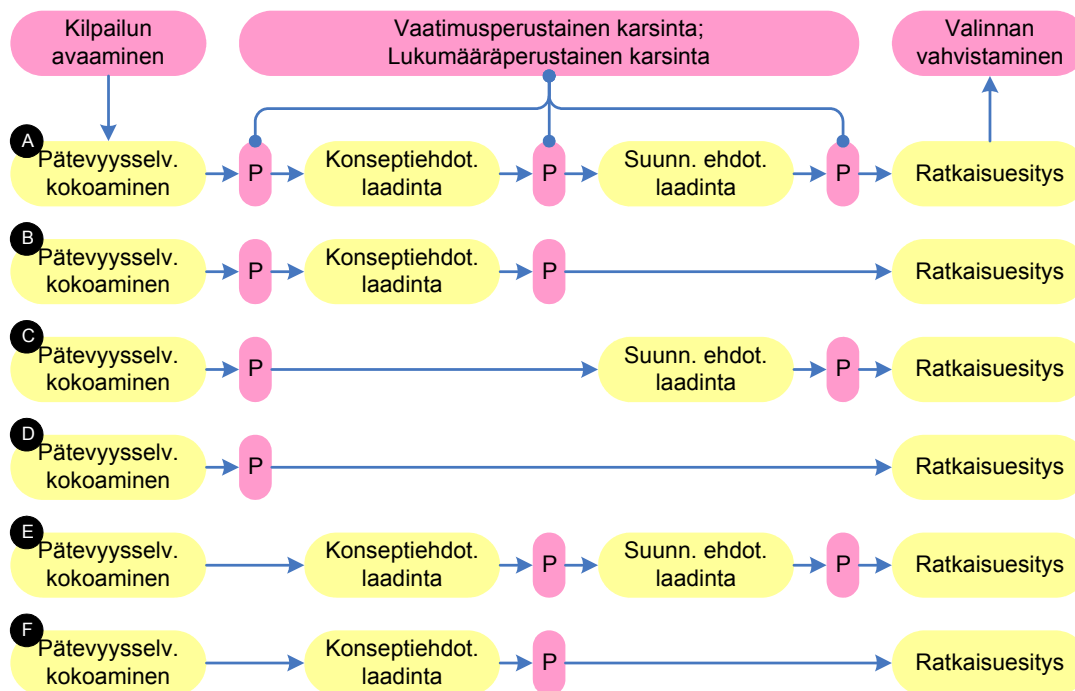 Kilpailun
avaaminen
Vaatimusperustainen karsinta;
Lukumääräperustainen karsinta
Valinnan
vahvistaminen
A
Pätevyysselv.
kokoaminen
P
Konseptiehdot.
laadinta
P
Suunn. ehdot.
laadinta
P
Ratkaisuesitys
B
Pätevyysselv.
kokoaminen
P
Konseptiehdot.
laadinta
P
Ratkaisuesitys
C
Pätevyysselv.
kokoaminen
P
Suunn. ehdot.
laadinta
P
Ratkaisuesitys
D
Pätevyysselv.
kokoaminen
P
Ratkaisuesitys
E
Pätevyysselv.
kokoaminen
Konseptiehdot.
laadinta
P
Suunn. ehdot.
laadinta
P
Ratkaisuesitys
F
Pätevyysselv.
kokoaminen
Konseptiehdot.
laadinta
P
Ratkaisuesitys